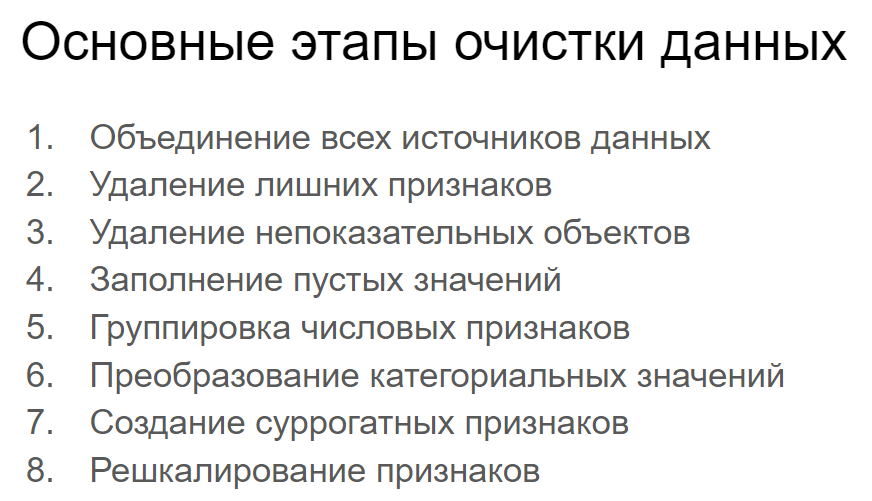 Основные этапы очистки данных
1. Объединение всех источников данных
2. Удаление лишних признаков
3. Удаление непоказательных объектов
4. Заполнение пустых значений
5. Группировка числовых признаков
6. Преобразование категориальных значений
7. Создание суррогатных признаков
8. Решкалирование признаков